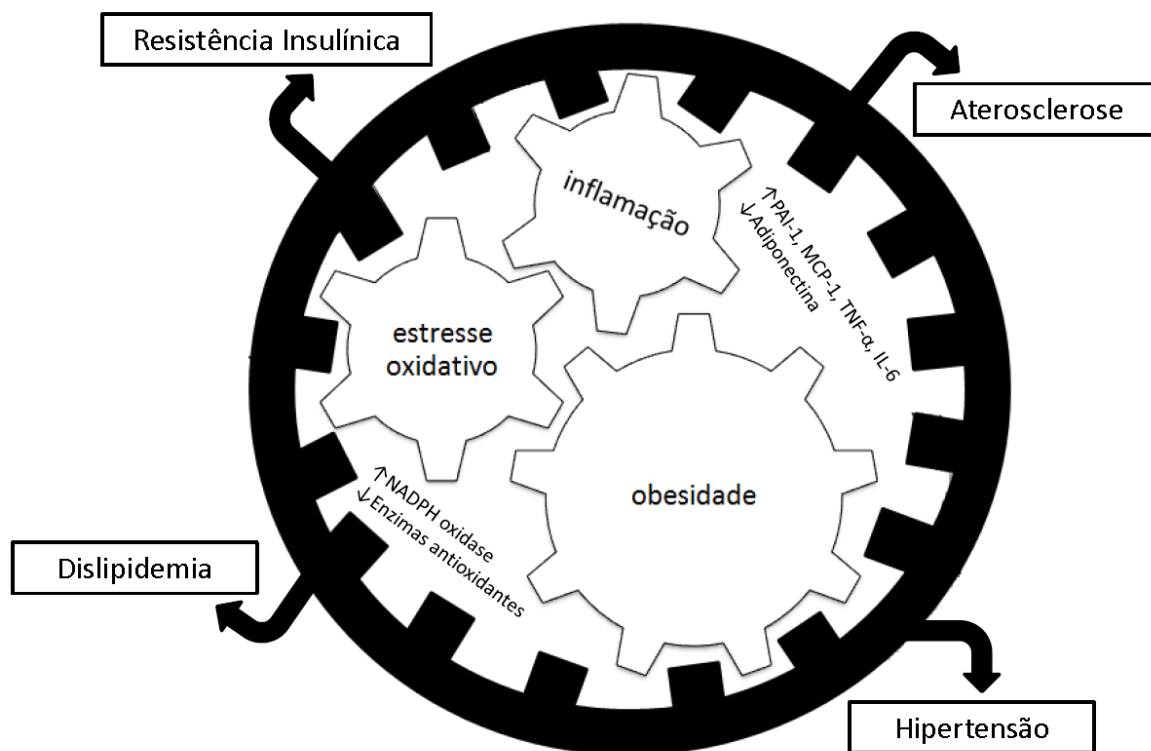 Resistência Insulínica
Aterosclerose
inflamação
↑PAI-1, MCP-1, TNF-α, IL-6
↓Adiponectina
estresse
oxidativo
obesidade
↑NADPH oxidase
↓Enzimas antioxidantes
Dislipidemia
Hipertensão